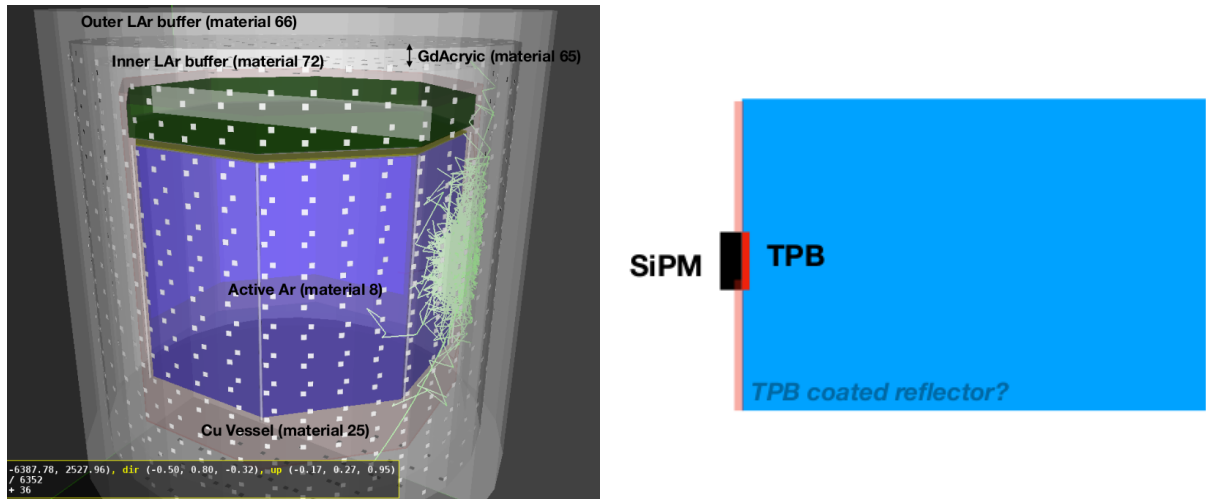 Outer LAr buffer (material 66)
Inner LAr buffer (material 72)
GdAcryic (material 65)
Active Ar (material 8)
Cu Vessel (material 25)
-6387.78, 2527.96), dir (-0.50, 0.80, -0.32), up (-0.17, 0.27, 0.95)
/ 6352
+ 36
SiPM
TPB
TPB coated reflector?